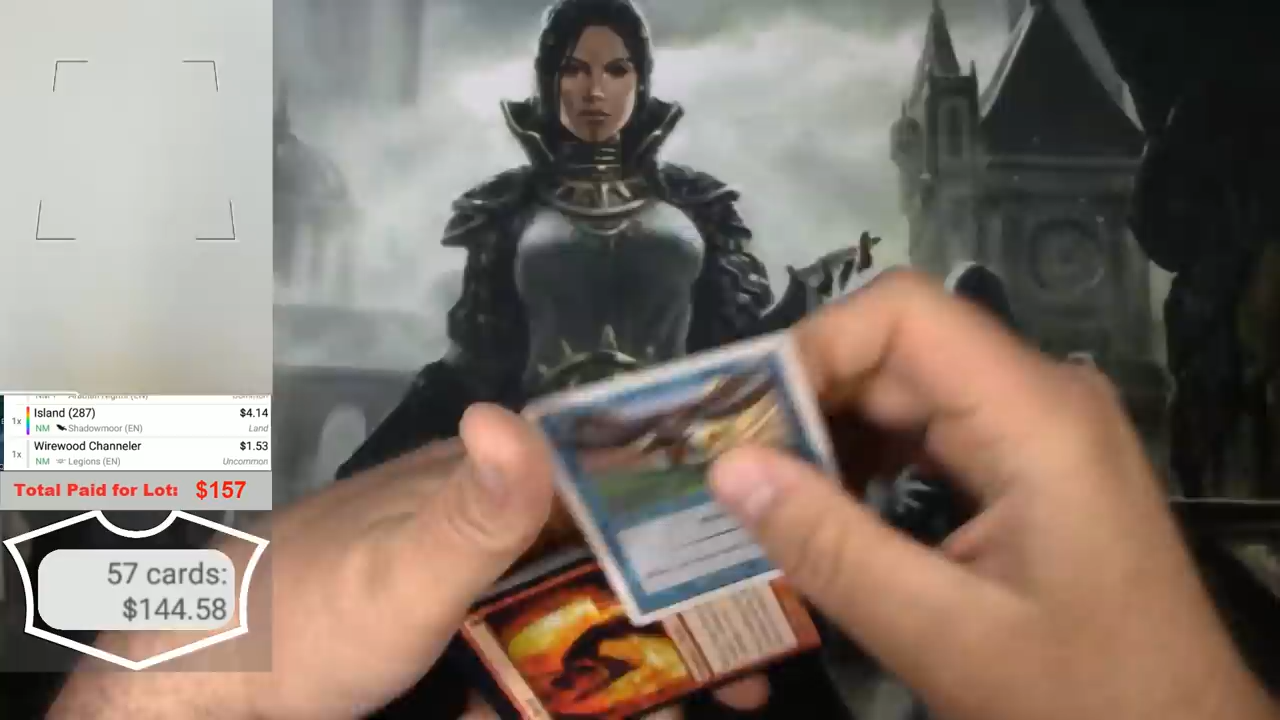 Island (287) $4.14
1x NM Shadowmoor (EN) Land
Wirewood Channeler $1.53
1x NM Legions (EN) Uncommon
Total Paid for Lot: $157
57 cards:
$144.58